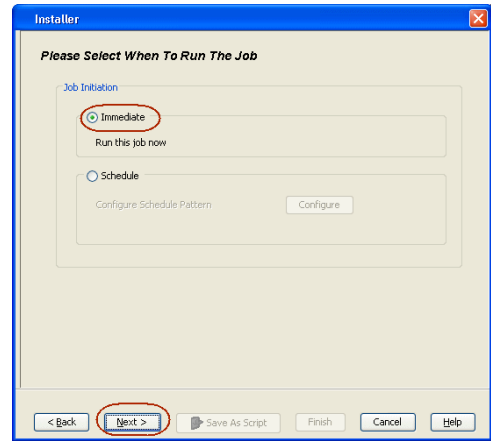 Installer
Please Select When To Run The Job
Job Initiation
Immediate
Run this job now
Schedule
Configure Schedule Pattern
Configure
< Back
Next >
Save As Script
Finish
Cancel
Help